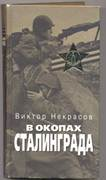 Виктор Некрасов
В ОКОПАХ
СТАЛИНГРАДА